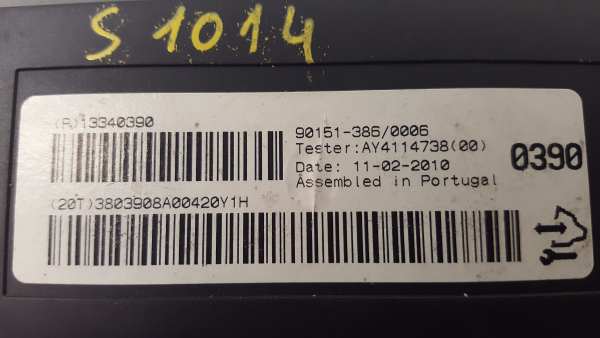 S 1014
(P)13340390
90151-386/0006
Tester:AY4114738(00)
Date: 11-02-2010
Assembled in Portugal
0390
(20T)3803908A00420Y1H